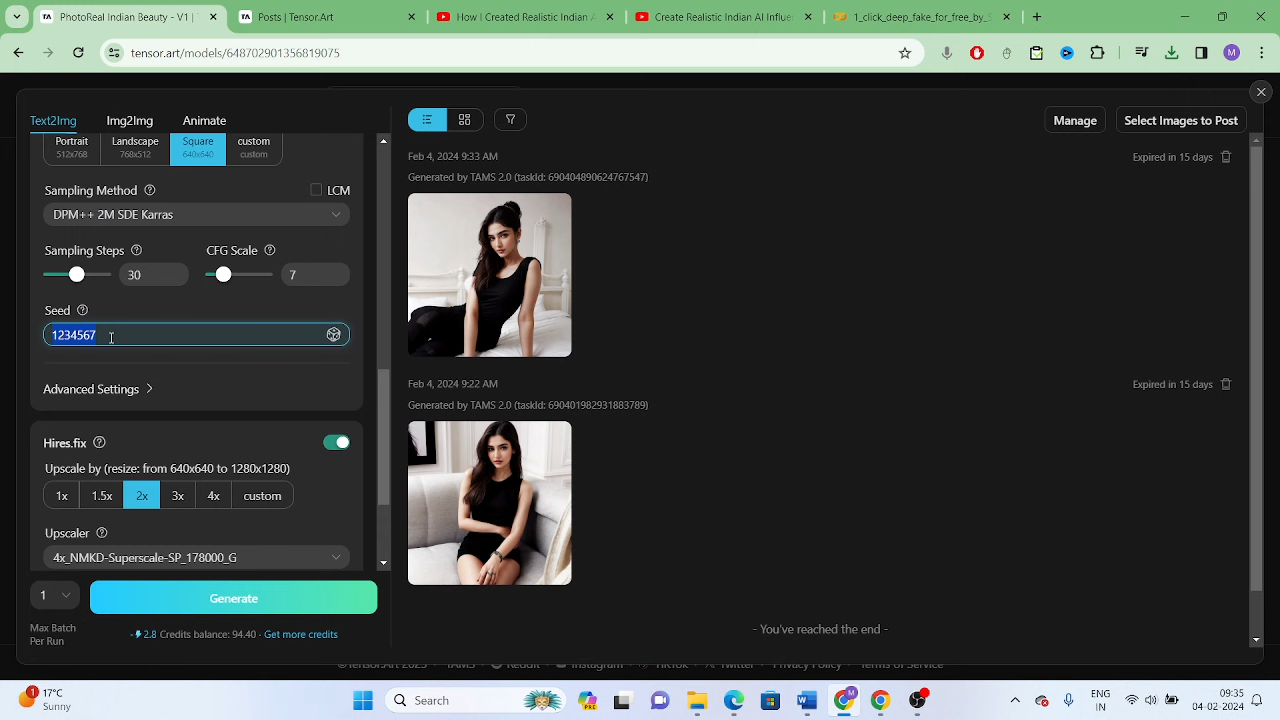 PhotoReal Beauty - V1 |
Posts | Tensor.Art
How I Created Realistic Indian A
Create Realistic Indian AI Influe
1_click_deep_fake_for_free_by_S
tensor.art/models/648702901356819075
M
Text2Img
Img2Img
Animate
Manage
Select Images to Post
Portrait
Landscape
Square
custom
512x768
768x512
640x640
custom
Feb 4, 2024 9:33 AM
Expired in 15 days
Generated by TAMS 2.0 (taskId: 690404890624767547)
Sampling Method
LCM
DPM++ 2M SDE Karras
Sampling Steps
CFG Scale
30
7
Seed
1234567
Advanced Settings
Feb 4, 2024 9:22 AM
Expired in 15 days
Generated by TAMS 2.0 (taskId: 690401982931883789)
Hires.fix
Upscale by (resize: from 640x640 to 1280x1280)
1x
1.5x
2x
3x
4x
custom
Upscaler
4x_NMKD-Superscale-SP_178000_G
1
Generate
Max Batch
Per Run
- 2.8 Credits balance: 94.40 - Get more credits
- You've reached the end -
17°C
Sunny
1
Search
PRE
M
ENG
IN
09:35
04-02-2024